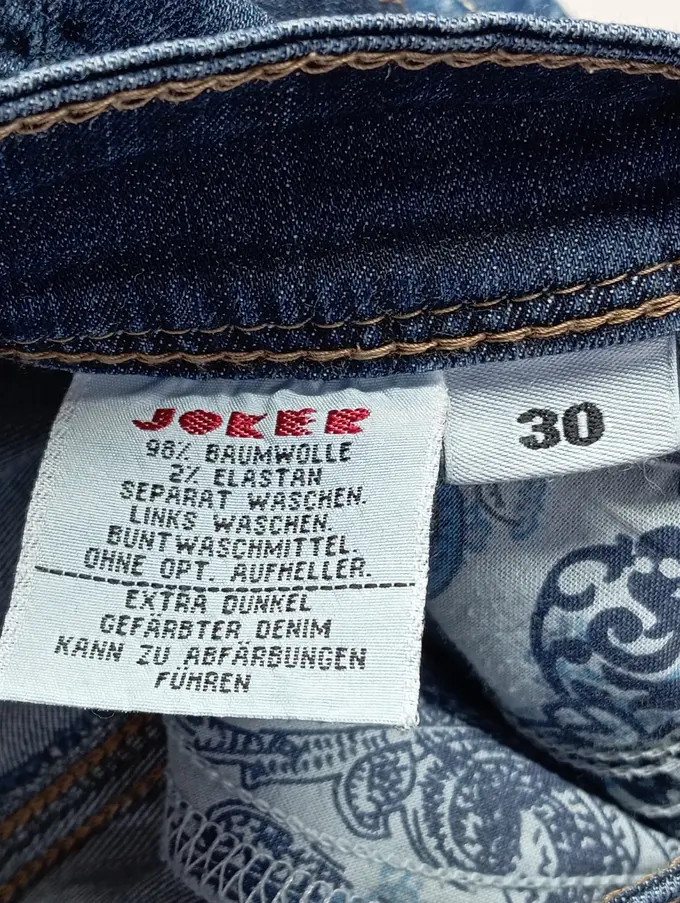 JOKER
98% BAUMWOLLE
2% ELASTAN
SEPARAT WASCHEN.
LINKS WASCHEN.
BUNTWASCHMITTEL.
OHNE OPT. AUFHELLER.
EXTRA DUNKEL
GEFÄRBTER DENIM
KANN ZU ABFÄRBUNGEN
FÜHREN
30